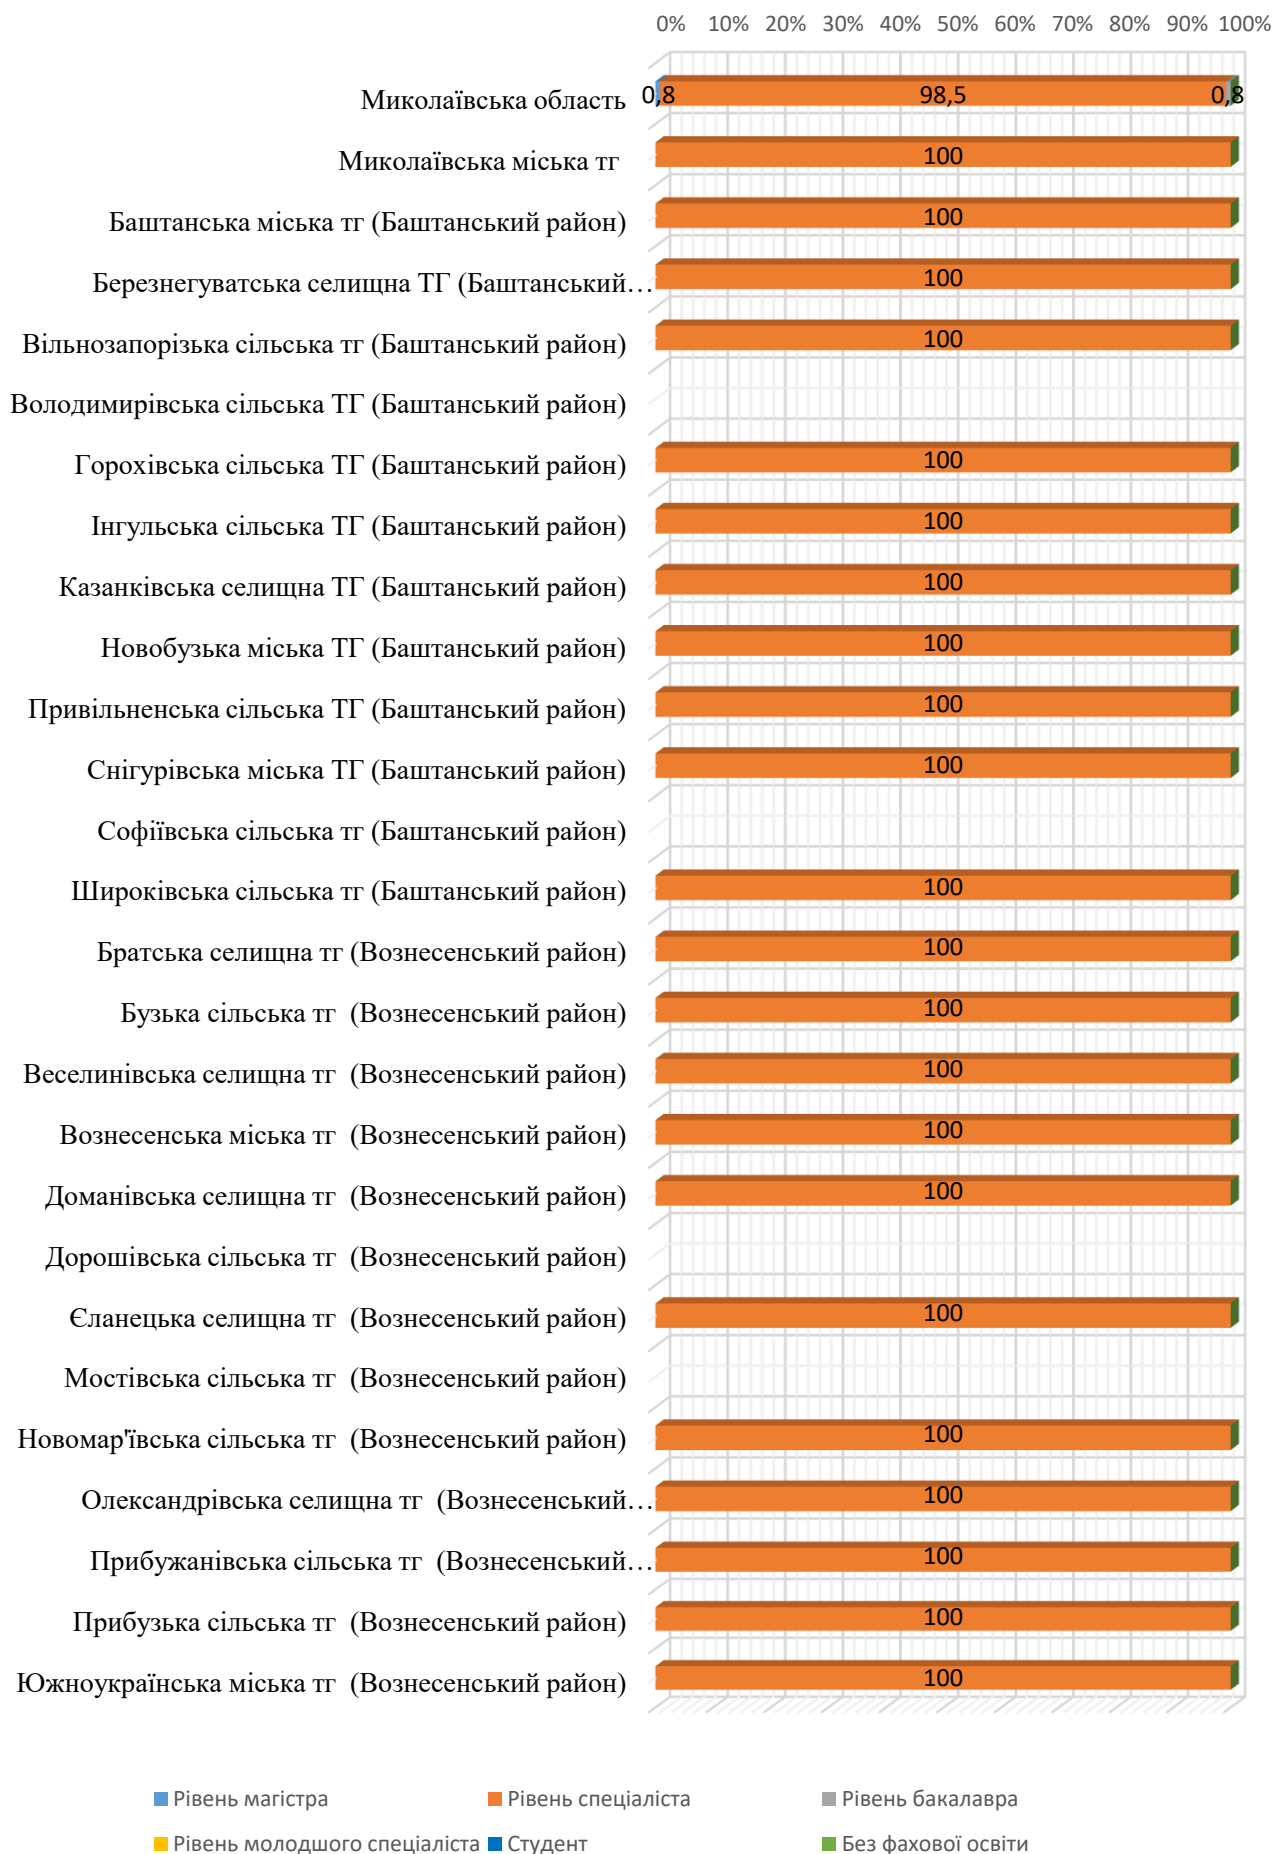 0% 10% 20% 30% 40% 50% 60% 70% 80% 90% 100%
Миколаївська область 0,8 98,5 0,8
Миколаївська міська тг 100
Баштанська міська тг (Баштанський район) 100
Березнегуватська селищна ТГ (Баштанський… 100
Вільнозапорізька сільська тг (Баштанський район) 100
Володимирівська сільська ТГ (Баштанський район)
Горохівська сільська ТГ (Баштанський район) 100
Інгульська сільська ТГ (Баштанський район) 100
Казанківська селищна ТГ (Баштанський район) 100
Новобузька міська ТГ (Баштанський район) 100
Привільненська сільська ТГ (Баштанський район) 100
Снігурівська міська ТГ (Баштанський район) 100
Софіївська сільська тг (Баштанський район)
Широківська сільська тг (Баштанський район) 100
Братська селищна тг (Вознесенський район) 100
Бузька сільська тг (Вознесенський район) 100
Веселинівська селищна тг (Вознесенський район) 100
Вознесенська міська тг (Вознесенський район) 100
Доманівська селищна тг (Вознесенський район) 100
Дорошівська сільська тг (Вознесенський район)
Єланецька селищна тг (Вознесенський район) 100
Мостівська сільська тг (Вознесенський район)
Новомар'ївська сільська тг (Вознесенський район) 100
Олександрівська селищна тг (Вознесенський… 100
Прибужанівська сільська тг (Вознесенський… 100
Прибузька сільська тг (Вознесенський район) 100
Южноукраїнська міська тг (Вознесенський район) 100
Рівень магістра Рівень спеціаліста Рівень бакалавра
Рівень молодшого спеціаліста Студент Без фахової освіти